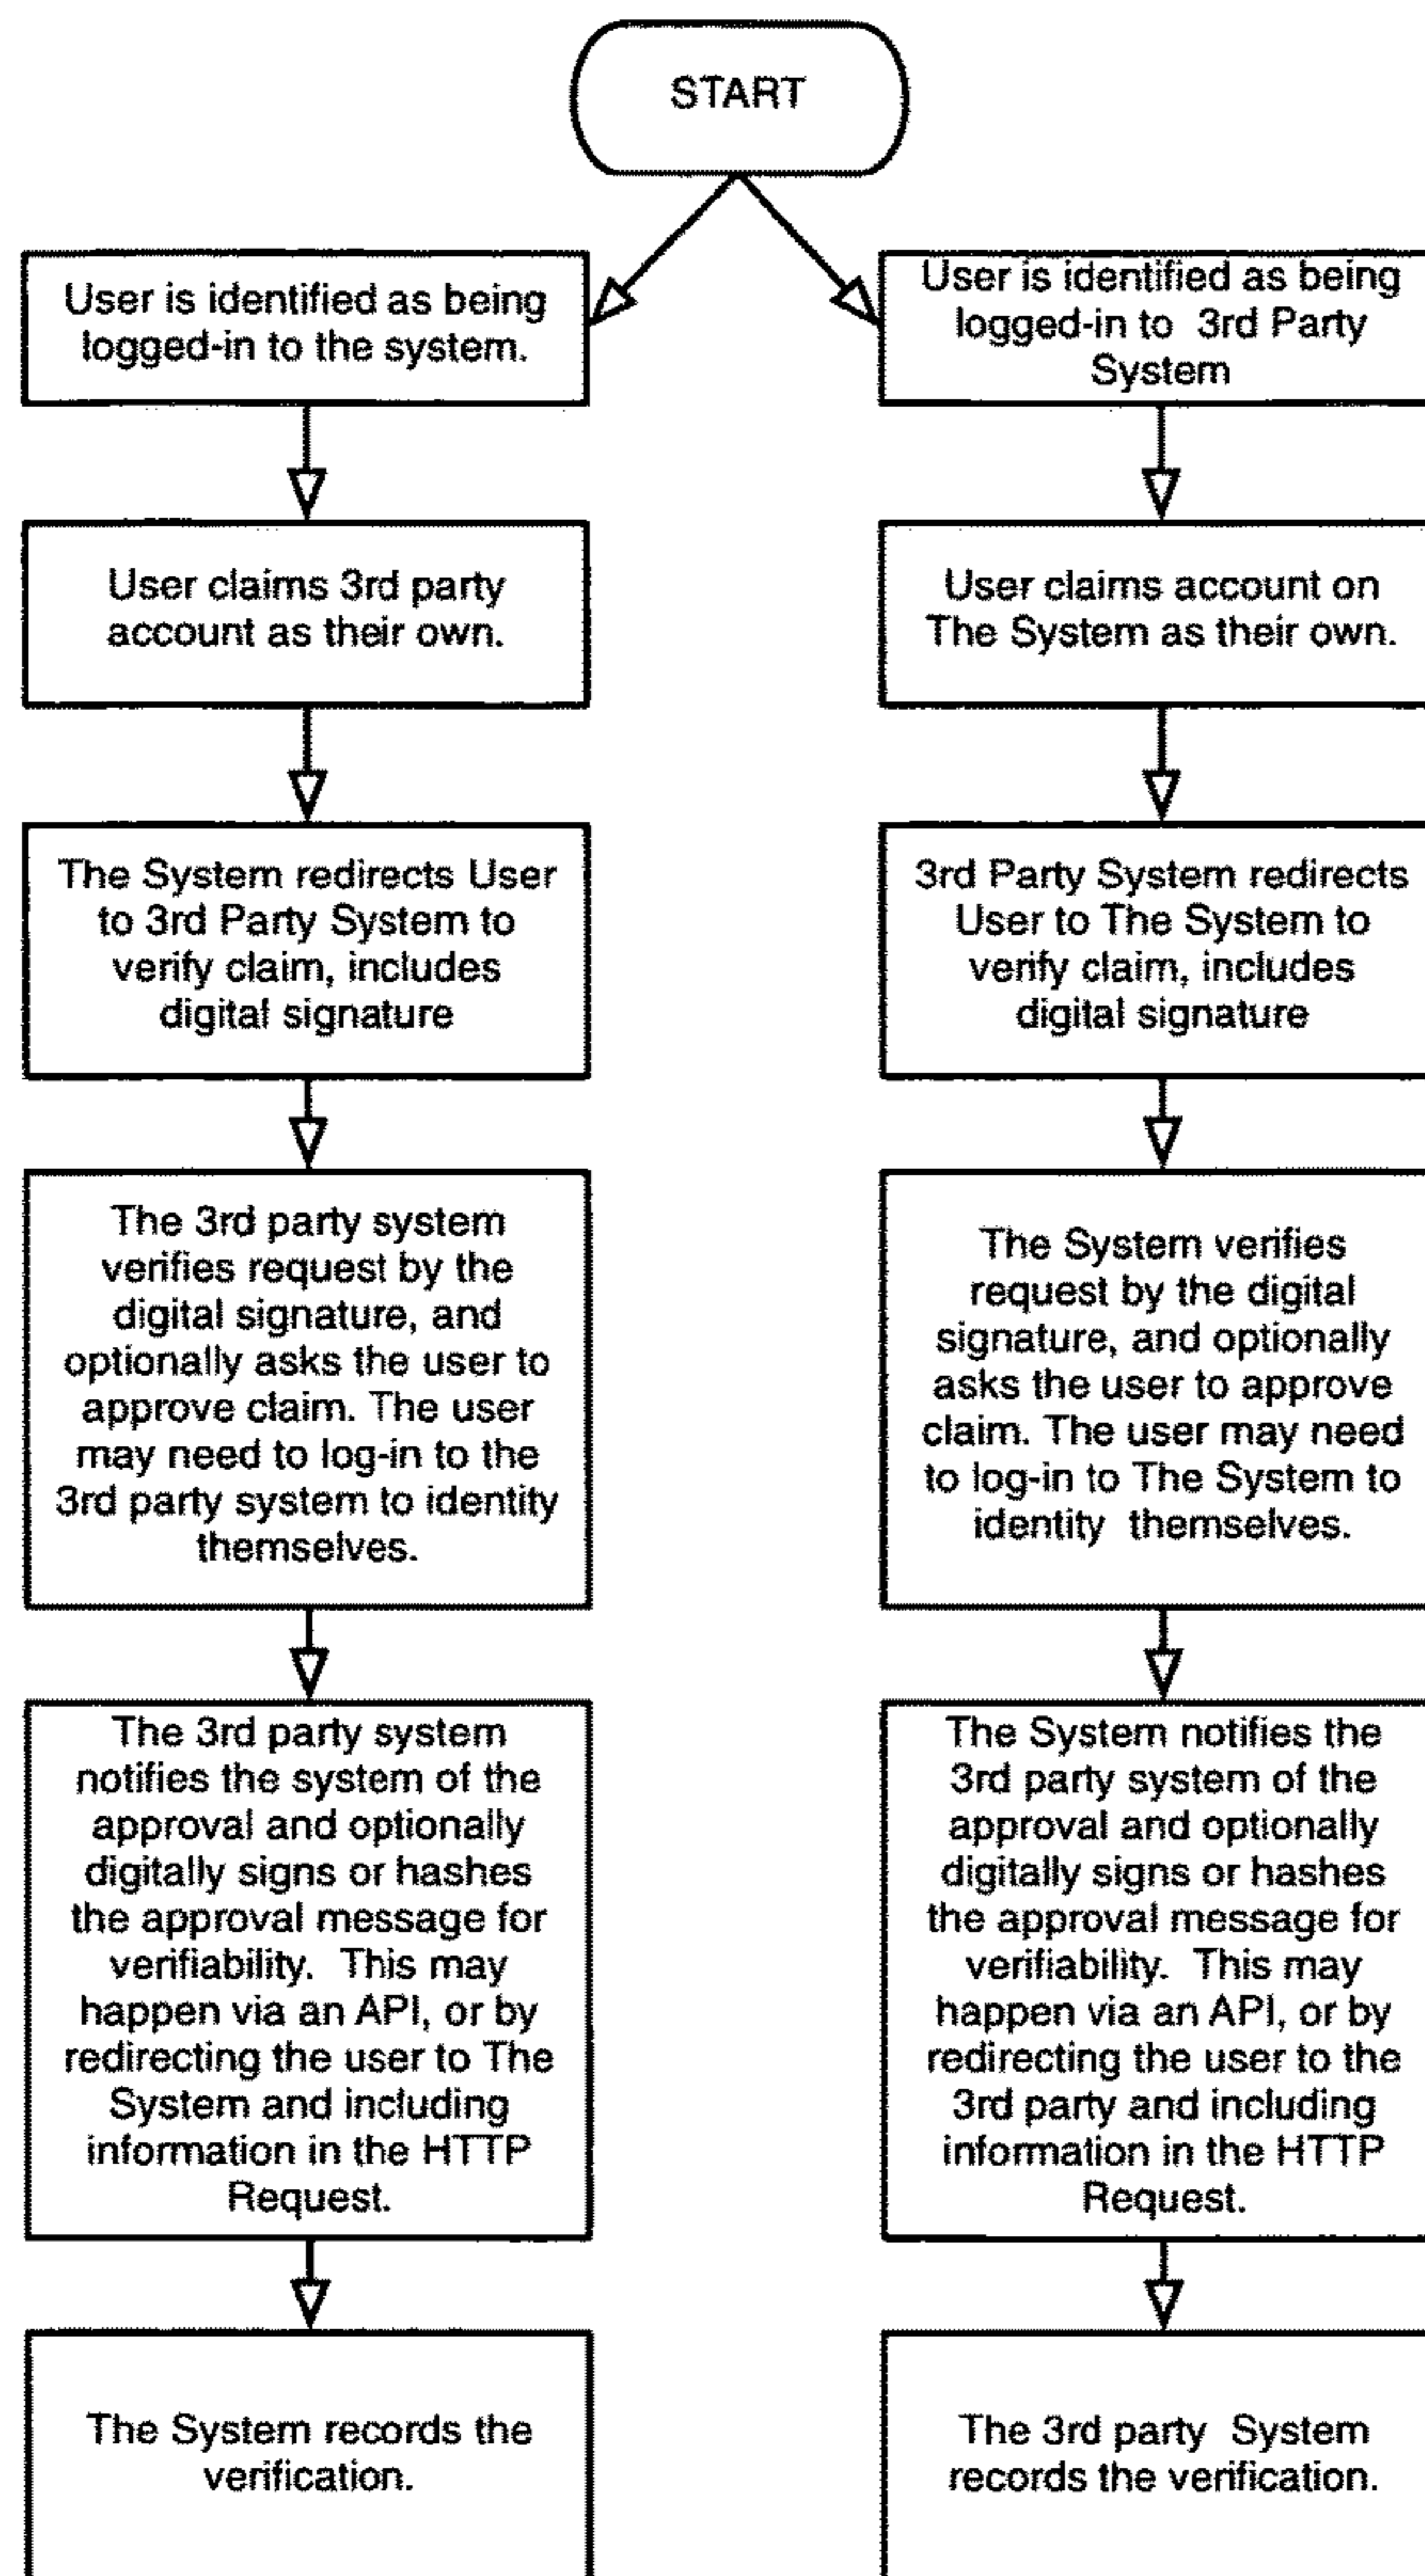 START
User is identified as being
logged-in to the system.
User claims 3rd party
account as their own.
The System redirects User
to 3rd Party System to
verify claim, includes
digital signature
The 3rd party system
verifies request by the
digital signature, and
optionally asks the user to
approve claim. The user
may need to log-in to the
3rd party system to identity
themselves.
The 3rd party system
notifies the system of the
approval and optionally
digitally signs or hashes
the approval message for
verifiability.  This may
happen via an API, or by
redirecting the user to The
System and including
information in the HTTP
Request.
The System records the
verification.
User is identified as being
logged-in to  3rd Party
System
User claims account on
The System as their own.
3rd Party System redirects
User to The System to
verify claim, includes
digital signature
The System verifies
request by the digital
signature, and optionally
asks the user to approve
claim. The user may need
to log-in to The System to
identity  themselves.
The System notifies the
3rd party system of the
approval and optionally
digitally signs or hashes
the approval message for
verifiability.  This may
happen via an API, or by
redirecting the user to the
3rd party and including
information in the HTTP
Request.
The 3rd party  System
records the verification.